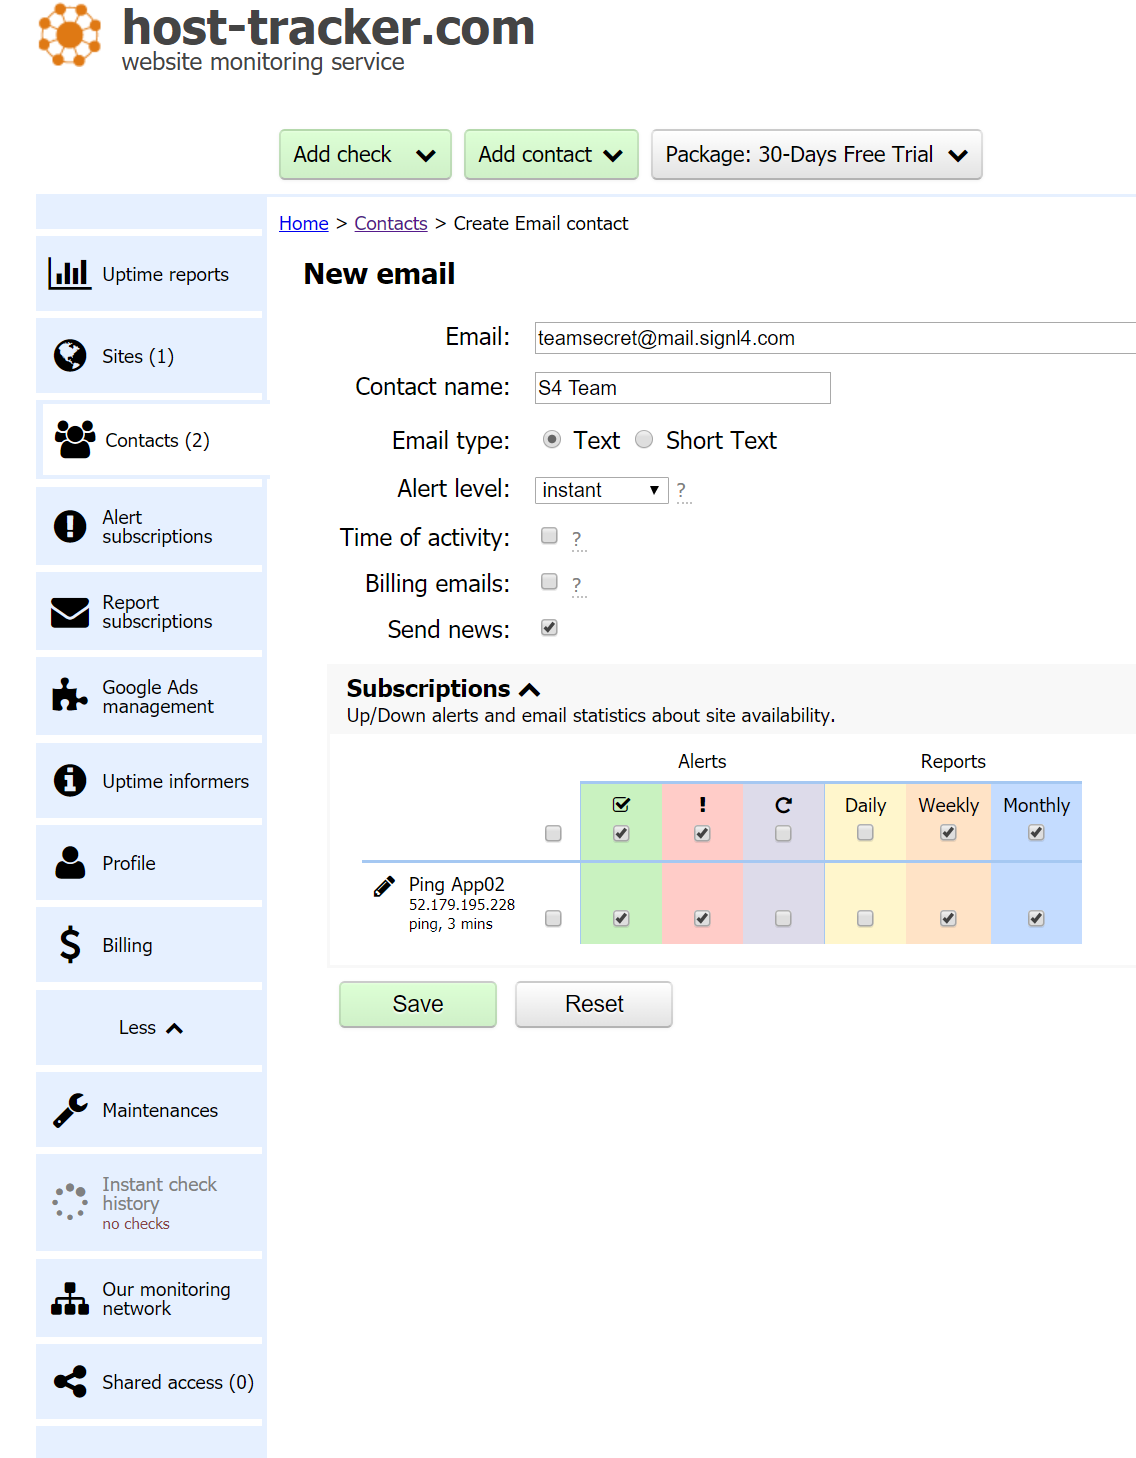 host-tracker.com
website monitoring service
Add check
Add contact
Package: 30-Days Free Trial
Home > Contacts > Create Email contact
Uptime reports
Sites (1)
Contacts (2)
Alert
subscriptions
Report
subscriptions
Google Ads
management
Uptime informers
Profile
Billing
Less
Maintenances
Instant check
history
no checks
Our monitoring
network
Shared access (0)
New email
Email: teamsecret@mail.signl4.com
Contact name: S4 Team
Email type: Text Short Text
Alert level: instant ?
Time of activity: ?
Billing emails: ?
Send news:
Subscriptions
Up/Down alerts and email statistics about site availability.
Alerts Reports
Daily Weekly Monthly
Ping App02
52.179.195.228
ping, 3 mins
Save Reset